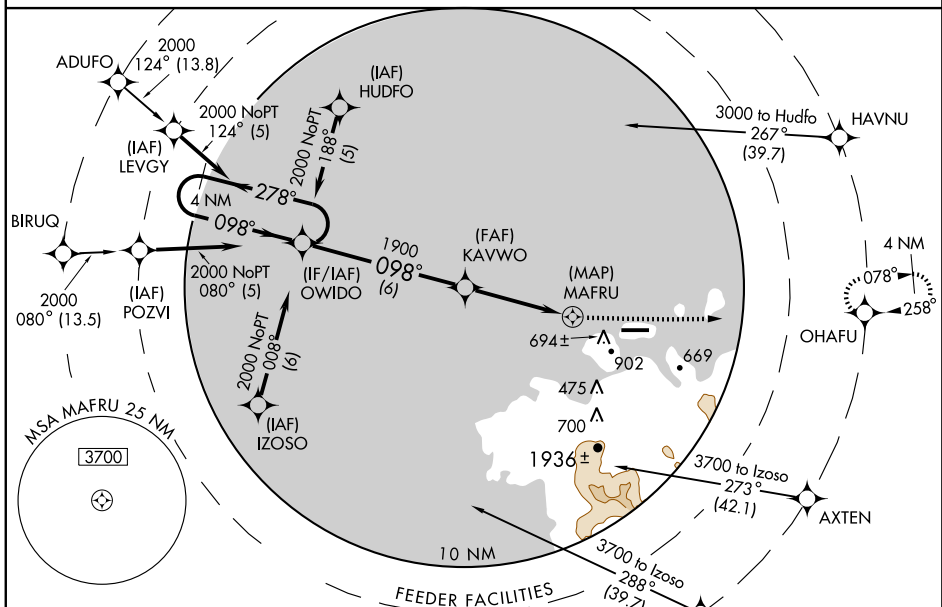 2000
ADUFO
124° (13.8)
(IAF)
HUDFO
2000 NoPT
124° (5)
2000 NoPT
188°
(5)
3000 to Hudfo
267°
(39.7)
HAVNU
(IAF)
LEVGY
278°
4 NM
098°
BIRUQ
1900
098°
(6)
(FAF)
KAVWO
2000
080° (13.5)
(IAF)
POZVI
2000 NoPT
080° (5)
(IF/IAF)
OWIDO
(MAP)
MAFRU
4 NM
078°
258°
OHAFU
694±
902
669
2000 NoPT
008°
(6)
475
(IAF)
IZOSO
700
1936±
MSA MAFRU 25 NM
3700
3700 to Izoso
273°
(42.1)
AXTEN
10 NM
3700 to Izoso
288°
(39.7)
FEEDER FACILITIES